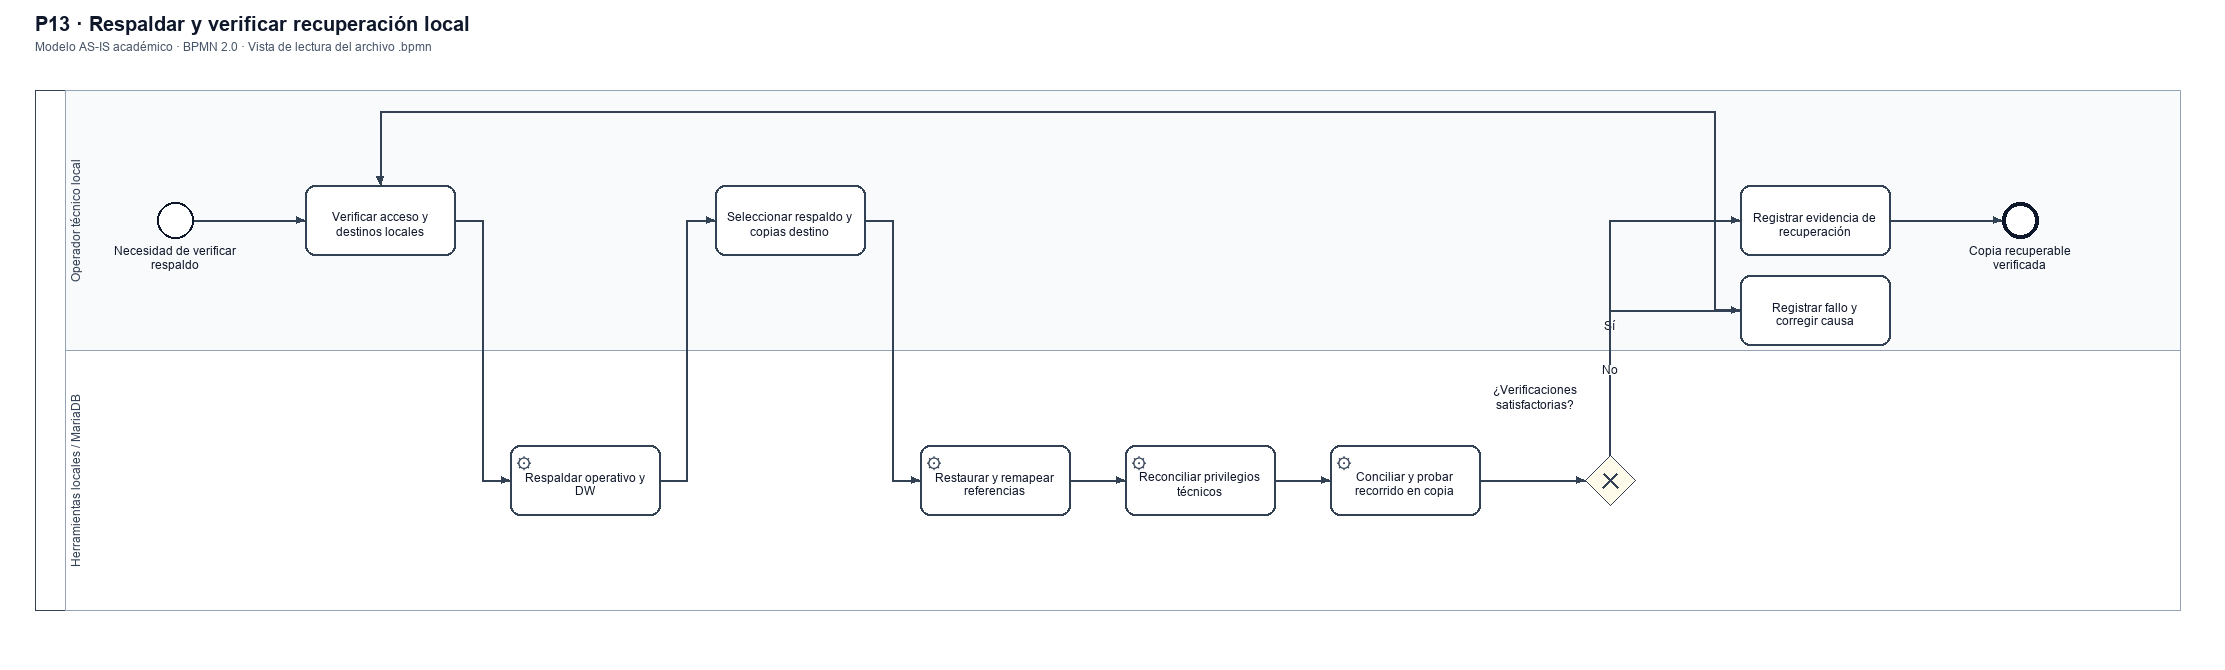 P13 · Respaldar y verificar recuperación local
Modelo AS-IS académico · BPMN 2.0 · Vista de lectura del archivo .bpmn
Operador técnico local
Necesidad de verificar
respaldo
Verificar acceso y
destinos locales
Seleccionar respaldo y
copias destino
Registrar evidencia de
recuperación
Copia recuperable
verificada
Registrar fallo y
corregir causa
Sí
No
¿Verificaciones
satisfactorias?
Herramientas locales / MariaDB
Respaldar operativo y
DW
Restaurar y remapear
referencias
Reconciliar privilegios
técnicos
Conciliar y probar
recorrido en copia